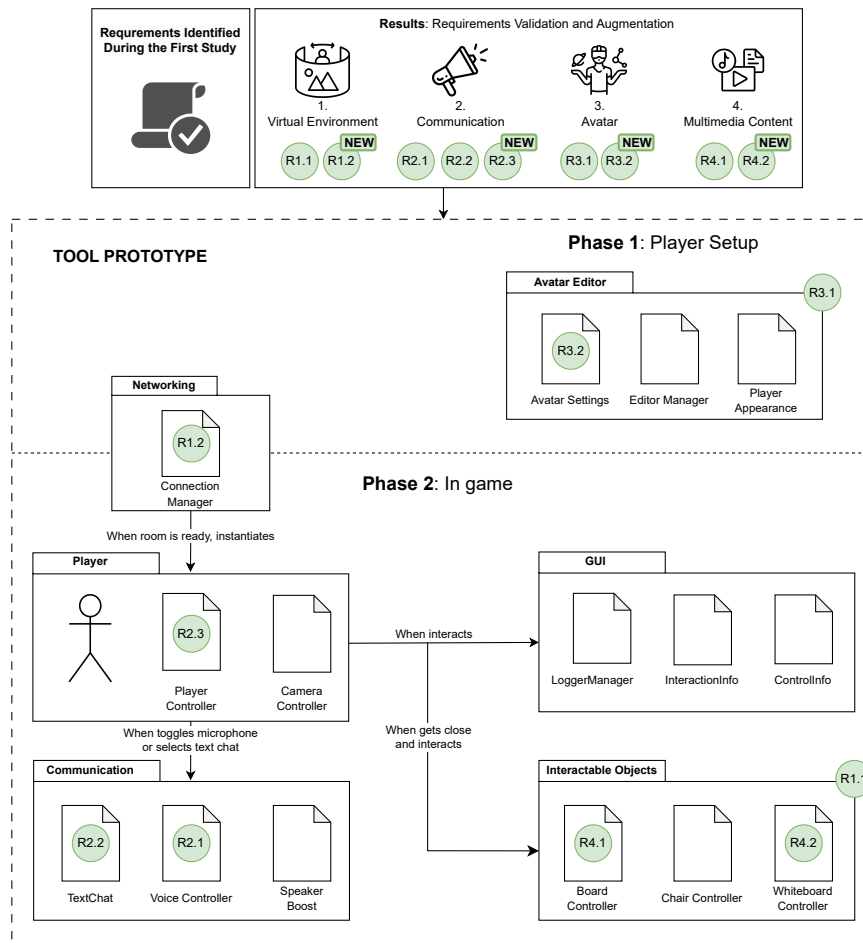 Requrements Identified
During the First Study
Results: Requirements Validation and Augmentation
1.
Virtual Environment
2.
Communication
3.
Avatar
4.
Multimedia Content
R1.1
R1.2
NEW
R2.1
R2.2
R2.3
NEW
R3.1
R3.2
NEW
R4.1
R4.2
NEW
TOOL PROTOTYPE
Phase 1: Player Setup
Avatar Editor
R3.1
R3.2
Avatar Settings
Editor Manager
Player
Appearance
Networking
R1.2
Connection
Manager
Phase 2: In game
When room is ready, instantiates
Player
R2.3
Player
Controller
Camera
Controller
When interacts
GUI
LoggerManager
InteractionInfo
ControlInfo
When toggles microphone
or selects text chat
When gets close
and interacts
Communication
R2.2
TextChat
R2.1
Voice Controller
Speaker
Boost
Interactable Objects
R1.1
R4.1
Board
Controller
Chair Controller
R4.2
Whiteboard
Controller